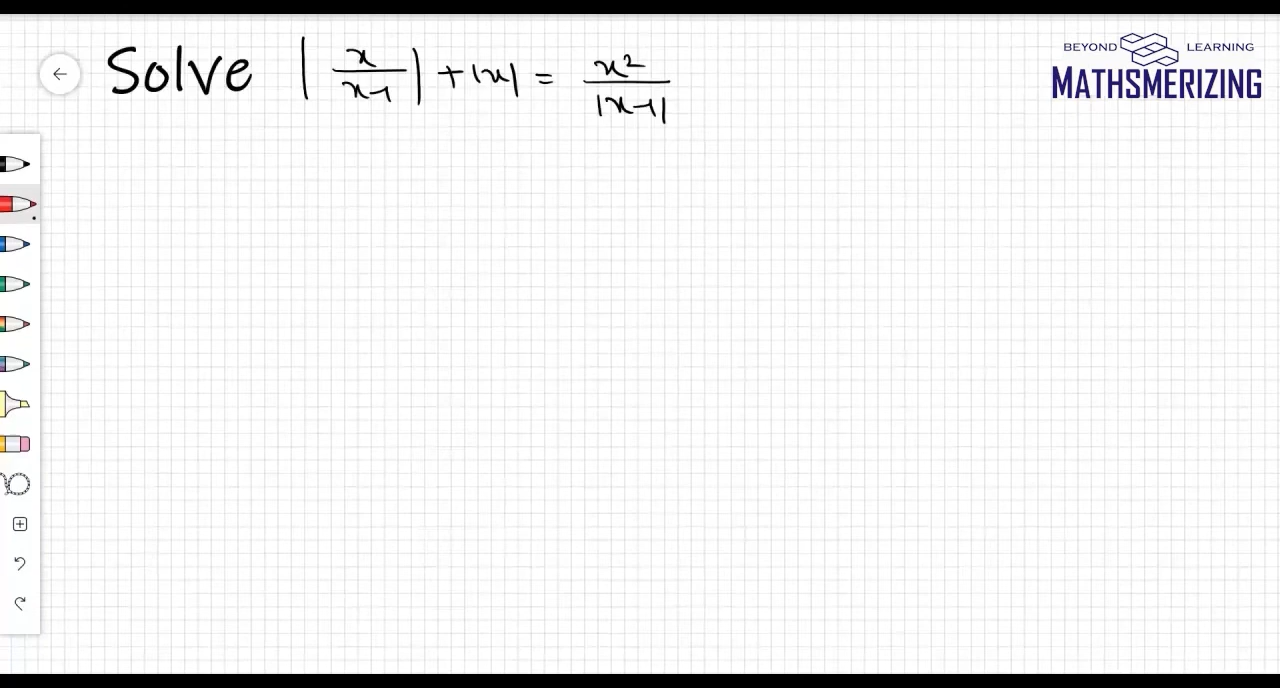 Solve |x/(x-1)| + |x| = x²/|x-1|
BEYOND LEARNING
MATHSMERIZING